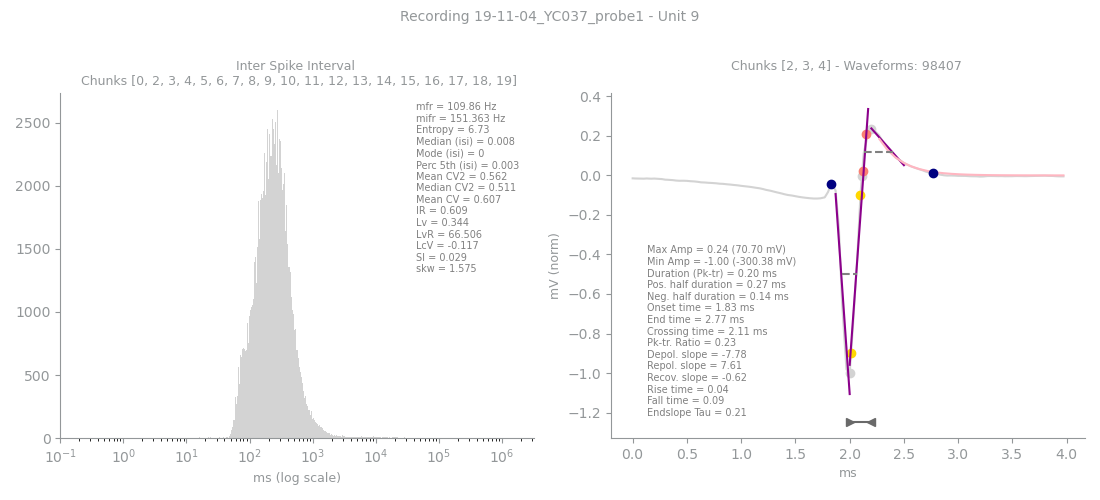 Recording 19-11-04_YC037_probe1 - Unit 9
Inter Spike Interval
Chunks [0, 2, 3, 4, 5, 6, 7, 8, 9, 10, 11, 12, 13, 14, 15, 16, 17, 18, 19]
mfr = 109.86 Hz
mifr = 151.363 Hz
Entropy = 6.73
Median (isi) = 0.008
Mode (isi) = 0
Perc 5th (isi) = 0.003
Mean CV2 = 0.562
Median CV2 = 0.511
Mean CV = 0.607
IR = 0.609
Lv = 0.344
LvR = 66.506
LcV = -0.117
SI = 0.029
skw = 1.575
2500
2000
1500
1000
500
0
10⁻¹ 10⁰ 10¹ 10² 10³ 10⁴ 10⁵ 10⁶
ms (log scale)
Chunks [2, 3, 4] - Waveforms: 98407
mV (norm)
0.4
0.2
0.0
−0.2
−0.4
−0.6
−0.8
−1.0
−1.2
Max Amp = 0.24 (70.70 mV)
Min Amp = -1.00 (-300.38 mV)
Duration (Pk-tr) = 0.20 ms
Pos. half duration = 0.27 ms
Neg. half duration = 0.14 ms
Onset time = 1.83 ms
End time = 2.77 ms
Crossing time = 2.11 ms
Pk-tr. Ratio = 0.23
Depol. slope = -7.78
Repol. slope = 7.61
Recov. slope = -0.62
Rise time = 0.04
Fall time = 0.09
Endslope Tau = 0.21
0.0 0.5 1.0 1.5 2.0 2.5 3.0 3.5 4.0
ms